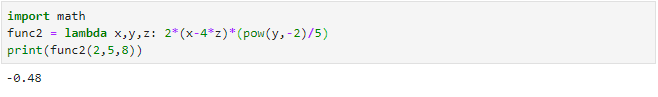 import math
func2 = lambda x,y,z: 2*(x-4*z)*(pow(y,-2)/5)
print(func2(2,5,8))
-0.48